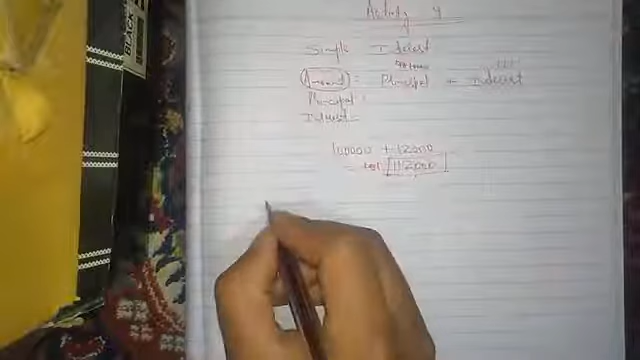 Activity 4
Simple Interest
Amount = Principal + Interest
Principal :
Interest =
100000 + 12000
= 112000
BLACK